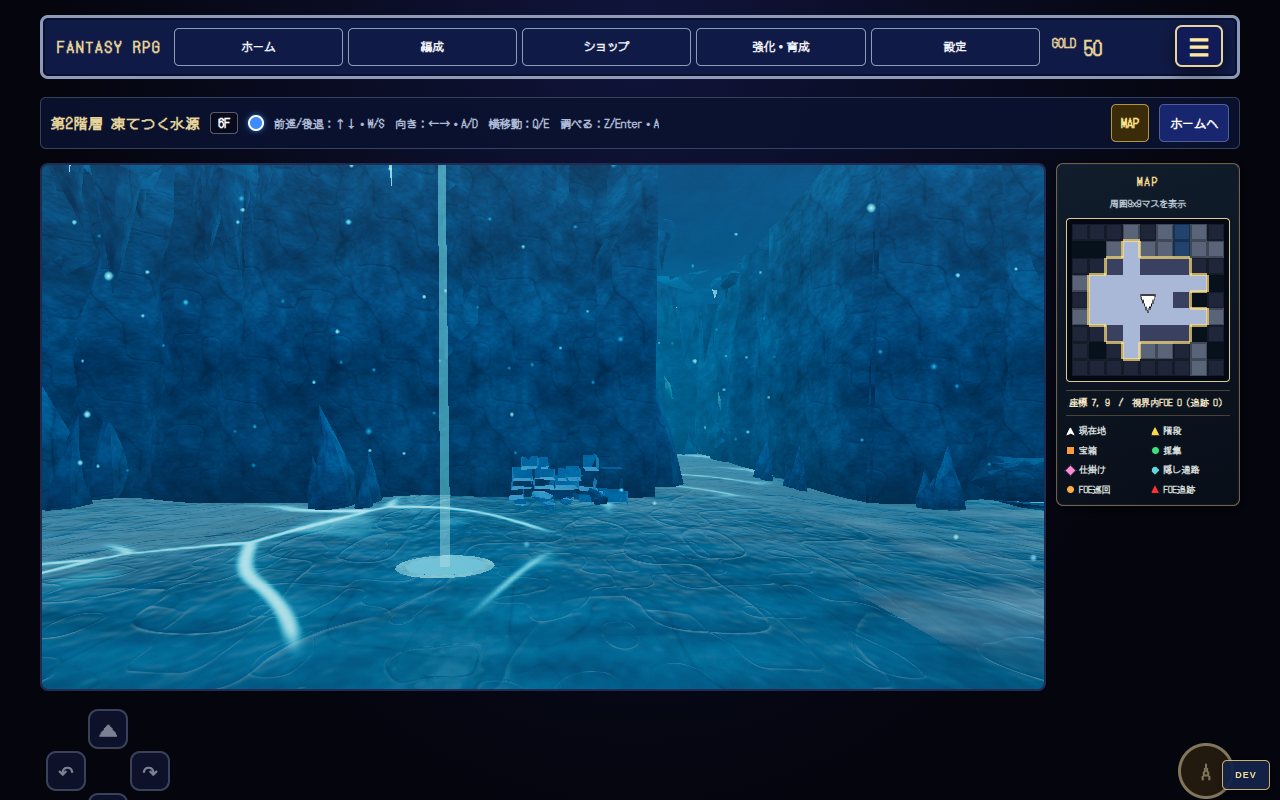 FANTASY RPG ホーム 編成 ショップ 強化・育成 設定 GOLD 50
第2階層 凍てつく水源 6F 前進/後退:↑↓・W/S 向き:←→・A/D 横移動:Q/E 調べる:Z/Enter・A MAP ホームへ
MAP
周囲9x9マスを表示
座標 7, 9 / 視界内FOE 0 (追跡 0)
現在地 階段
宝箱 採集
仕掛け 隠し通路
FOE巡回 FOE追跡
A
DEV